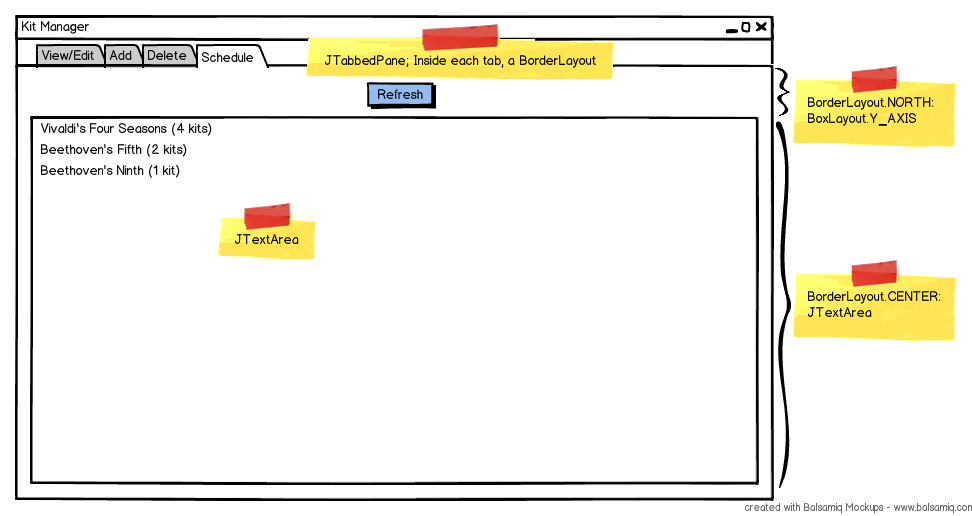 Kit Manager
View/Edit
Add
Delete
Schedule
JTabbedPane; Inside each tab, a BorderLayout
Refresh
BorderLayout.NORTH:
BoxLayout.Y_AXIS
Vivaldi's Four Seasons (4 kits)
Beethoven's Fifth (2 kits)
Beethoven's Ninth (1 kit)
JTextArea
BorderLayout.CENTER:
JTextArea
created with Balsamiq Mockups - www.balsamiq.com